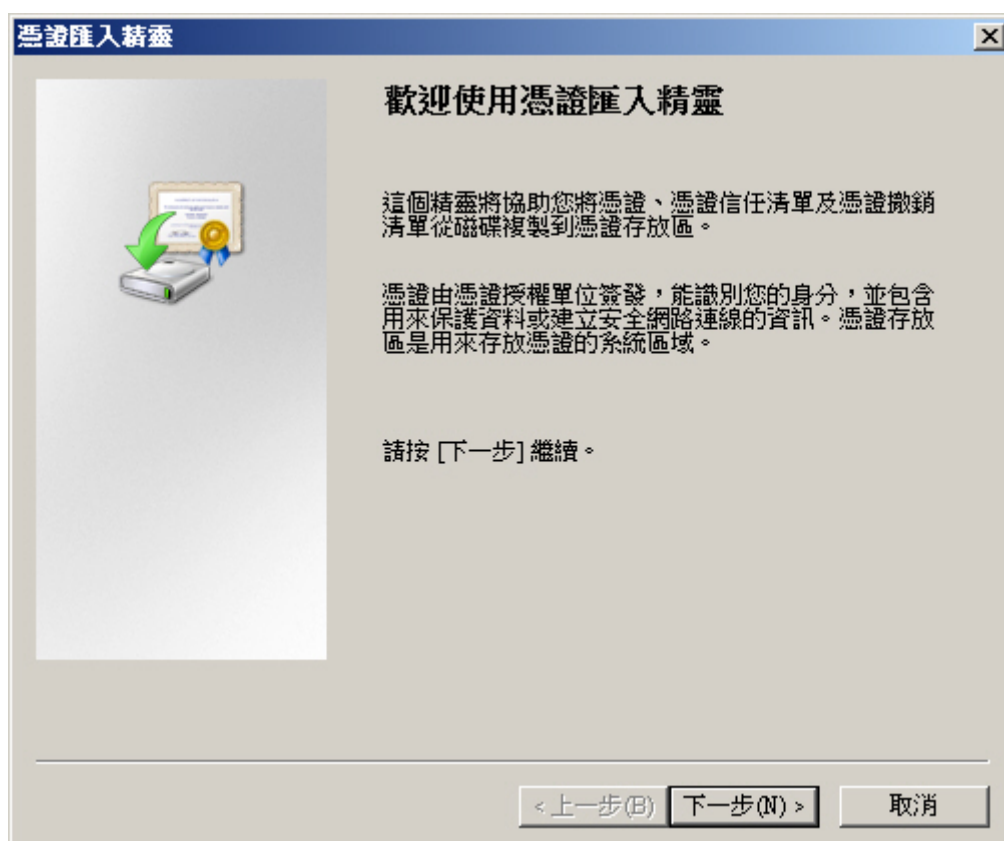 憑證匯入精靈
歡迎使用憑證匯入精靈
這個精靈將協助您將憑證、憑證信任清單及憑證撤銷
清單從磁碟複製到憑證存放區。
憑證由憑證授權單位簽發，能識別您的身分，並包含
用來保護資料或建立安全網路連線的資訊。憑證存放
區是用來存放憑證的系統區域。
請按 [下一步] 繼續。
< 上一步(B)
下一步(N) >
取消